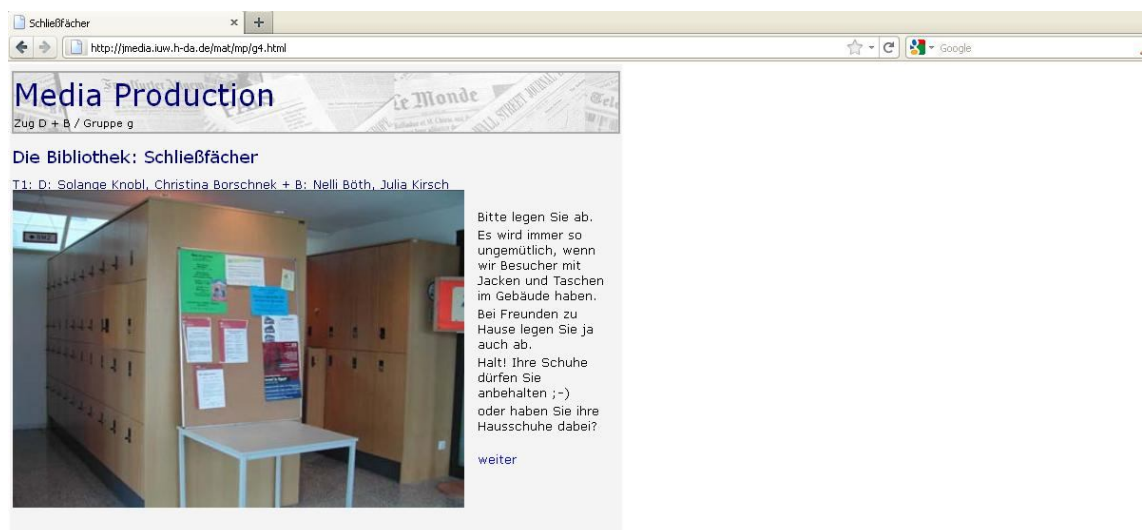 Schließfächer
http://jmedia.iuw.h-da.de/mat/mp/g4.html
Google
Media Production
Le Monde
WALL STREET JOURNAL
Zug D + B / Gruppe g
Die Bibliothek: Schließfächer
T1: D: Solange Knobl, Christina Borschnek + B: Nelli Böth, Julia Kirsch
Bitte legen Sie ab.
Es wird immer so
ungemütlich, wenn
wir Besucher mit
Jacken und Taschen
im Gebäude haben.
Bei Freunden zu
Hause legen Sie ja
auch ab.
Halt! Ihre Schuhe
dürfen Sie
anbehalten ;-)
oder haben Sie ihre
Hausschuhe dabei?
weiter